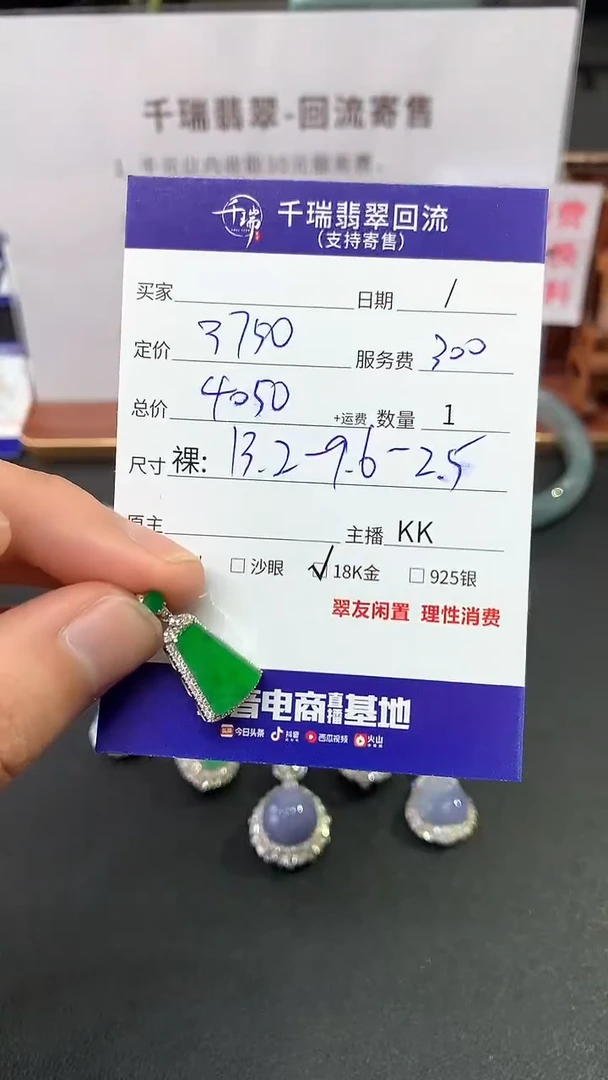 千瑞翡翠-回流寄售
千瑞 千瑞翡翠回流
(支持寄售)
买家 日期 /
定价 3750 服务费 300
总价 4050 +运费 数量 1
尺寸 裸: 13.2-9.6-2.5
原主 主播 KK
沙眼 √ 18K金 925银
翠友闲置 理性消费
音电商直播基地
今日头条 抖音 西瓜视频 火山